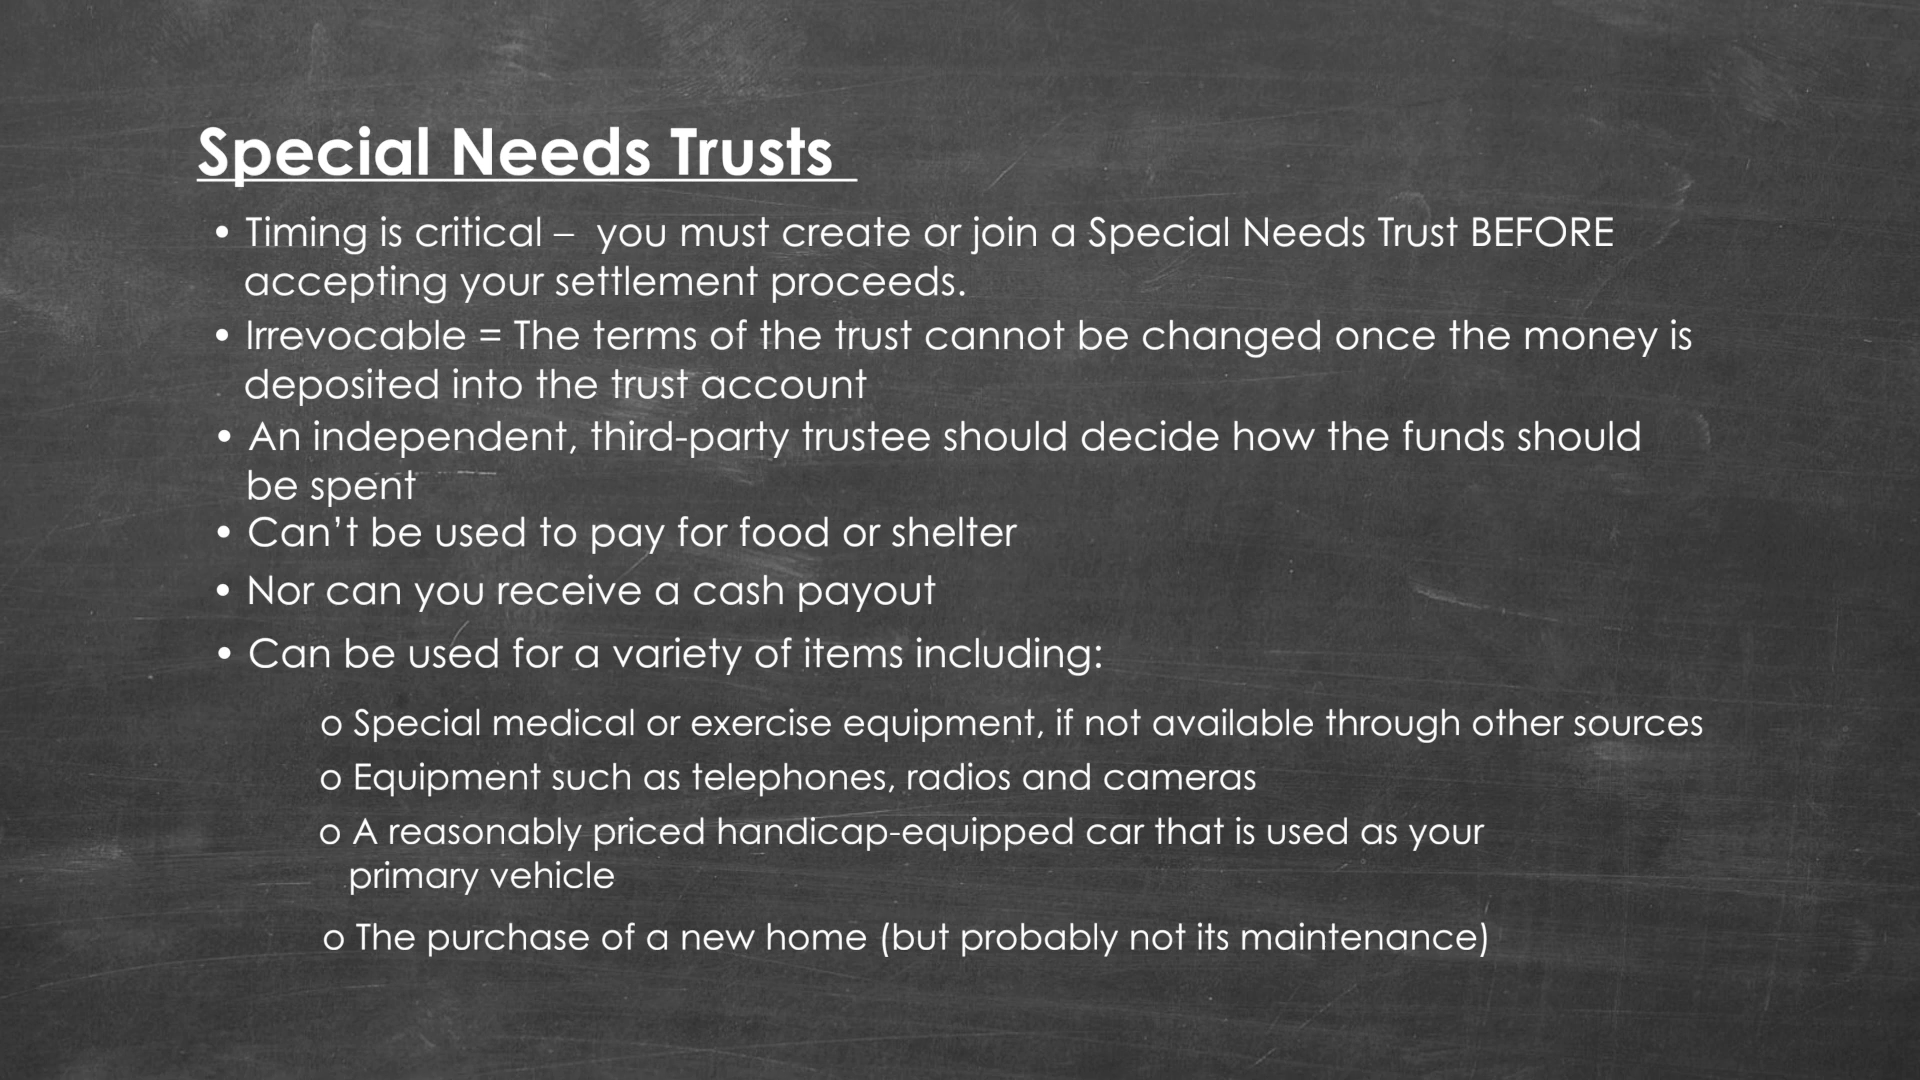 Special Needs Trusts
• Timing is critical –  you must create or join a Special Needs Trust BEFORE
accepting your settlement proceeds.
• Irrevocable = The terms of the trust cannot be changed once the money is
deposited into the trust account
• An independent, third-party trustee should decide how the funds should
be spent
• Can’t be used to pay for food or shelter
• Nor can you receive a cash payout
• Can be used for a variety of items including:
o Special medical or exercise equipment, if not available through other sources
o Equipment such as telephones, radios and cameras
o A reasonably priced handicap-equipped car that is used as your
primary vehicle
o The purchase of a new home (but probably not its maintenance)